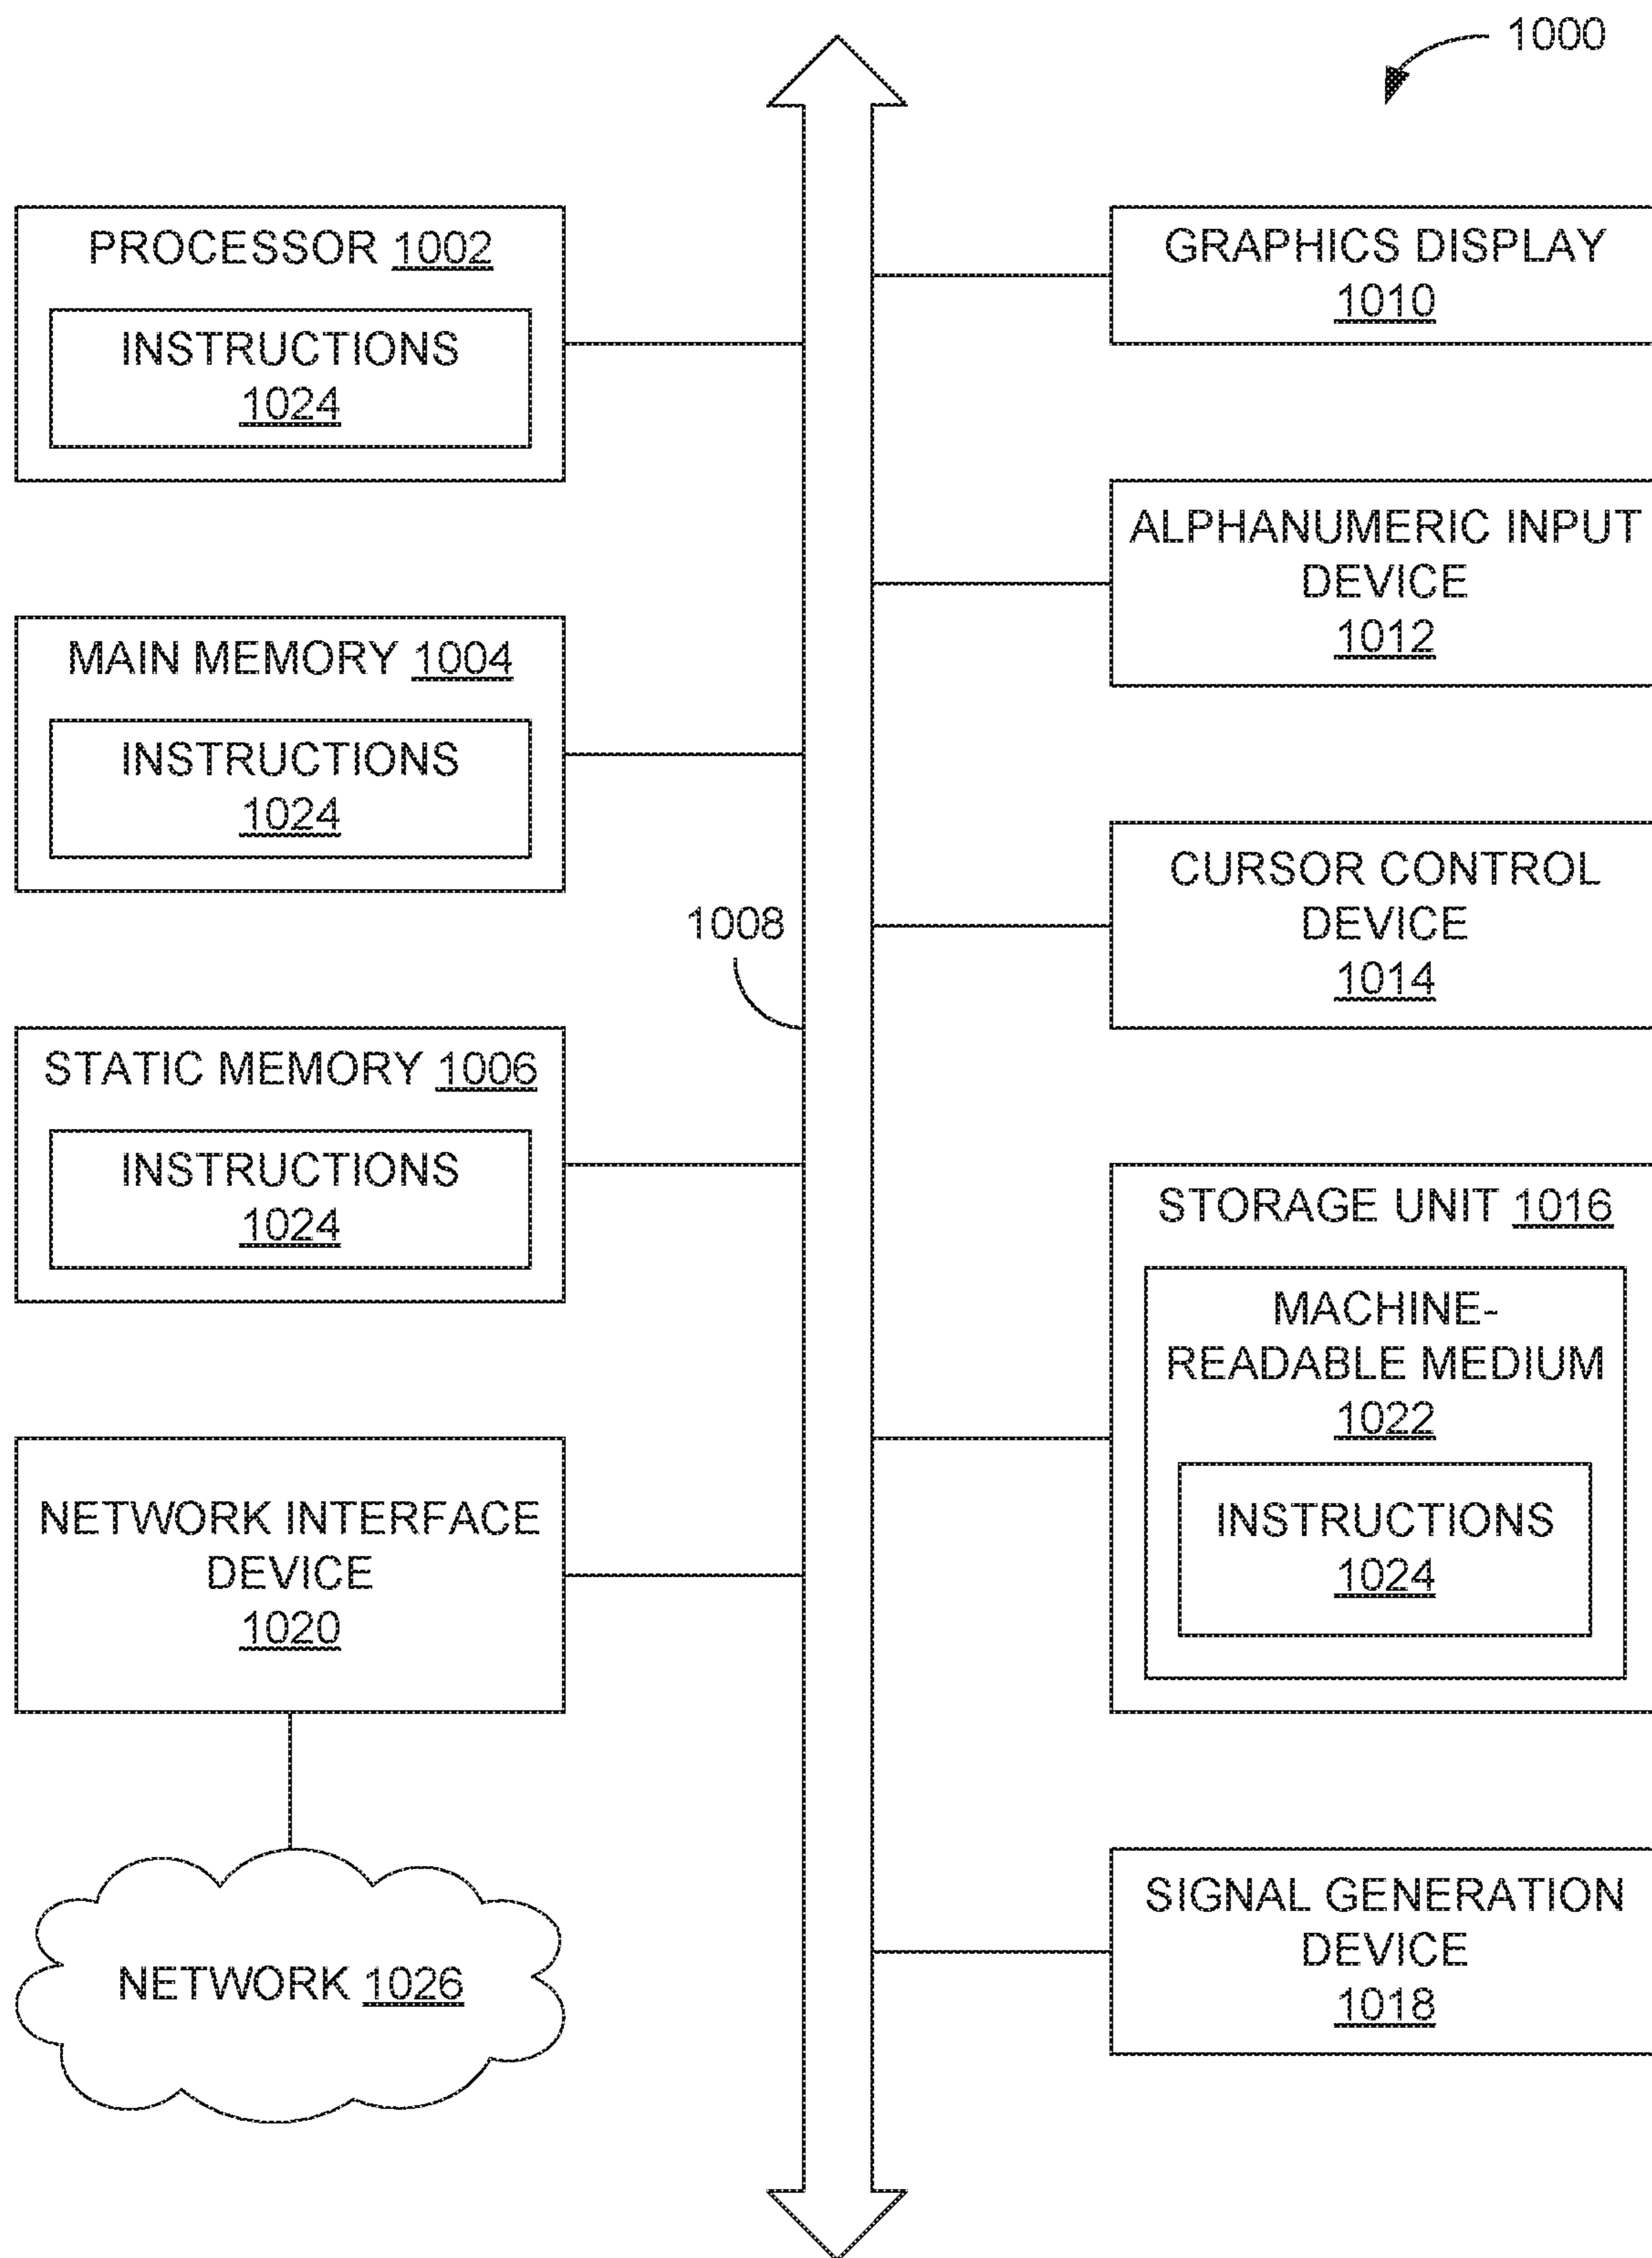 1000
PROCESSOR 1002
INSTRUCTIONS
1024
MAIN MEMORY 1004
INSTRUCTIONS
1024
1008
STATIC MEMORY 1006
INSTRUCTIONS
1024
NETWORK INTERFACE
DEVICE
1020
NETWORK 1026
GRAPHICS DISPLAY
1010
ALPHANUMERIC INPUT
DEVICE
1012
CURSOR CONTROL
DEVICE
1014
STORAGE UNIT 1016
MACHINE-
READABLE MEDIUM
1022
INSTRUCTIONS
1024
SIGNAL GENERATION
DEVICE
1018